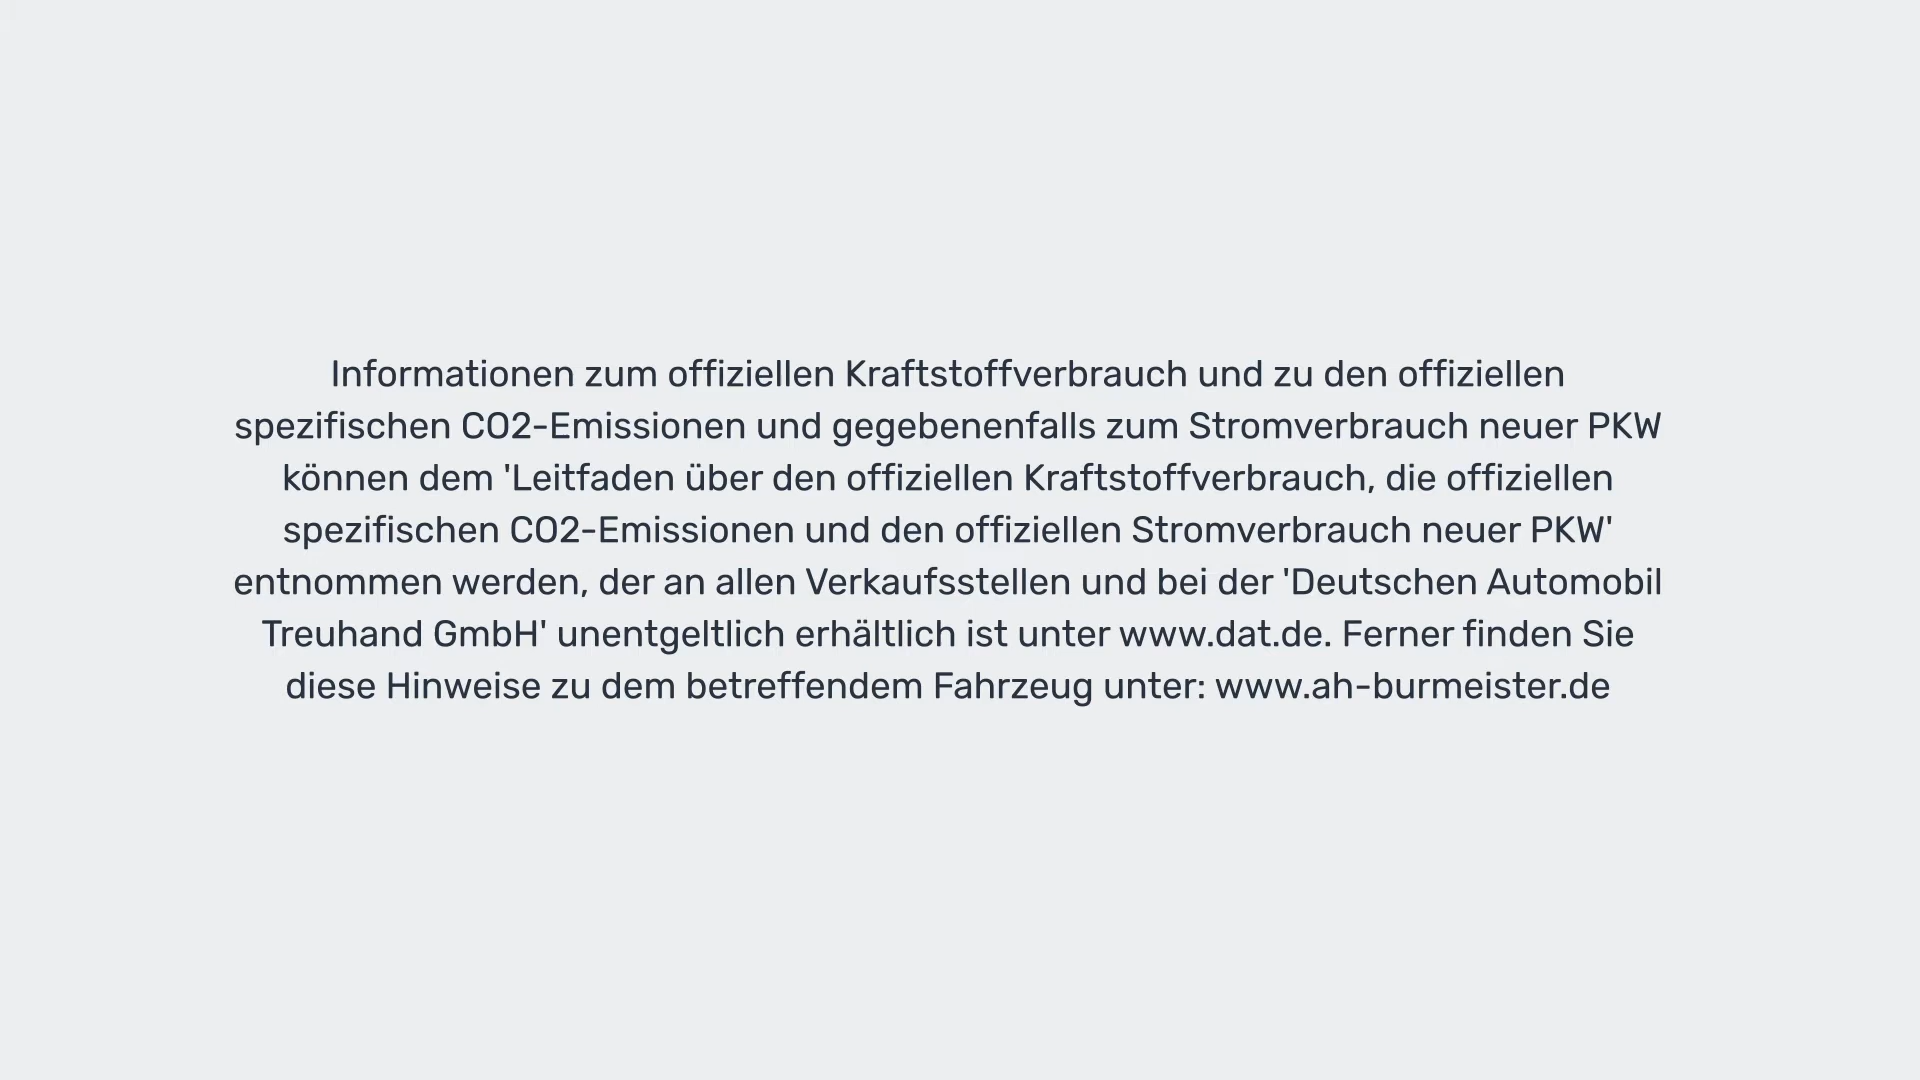 Informationen zum offiziellen Kraftstoffverbrauch und zu den offiziellen
spezifischen CO2-Emissionen und gegebenenfalls zum Stromverbrauch neuer PKW
können dem 'Leitfaden über den offiziellen Kraftstoffverbrauch, die offiziellen
spezifischen CO2-Emissionen und den offiziellen Stromverbrauch neuer PKW'
entnommen werden, der an allen Verkaufsstellen und bei der 'Deutschen Automobil
Treuhand GmbH' unentgeltlich erhältlich ist unter www.dat.de. Ferner finden Sie
diese Hinweise zu dem betreffendem Fahrzeug unter: www.ah-burmeister.de